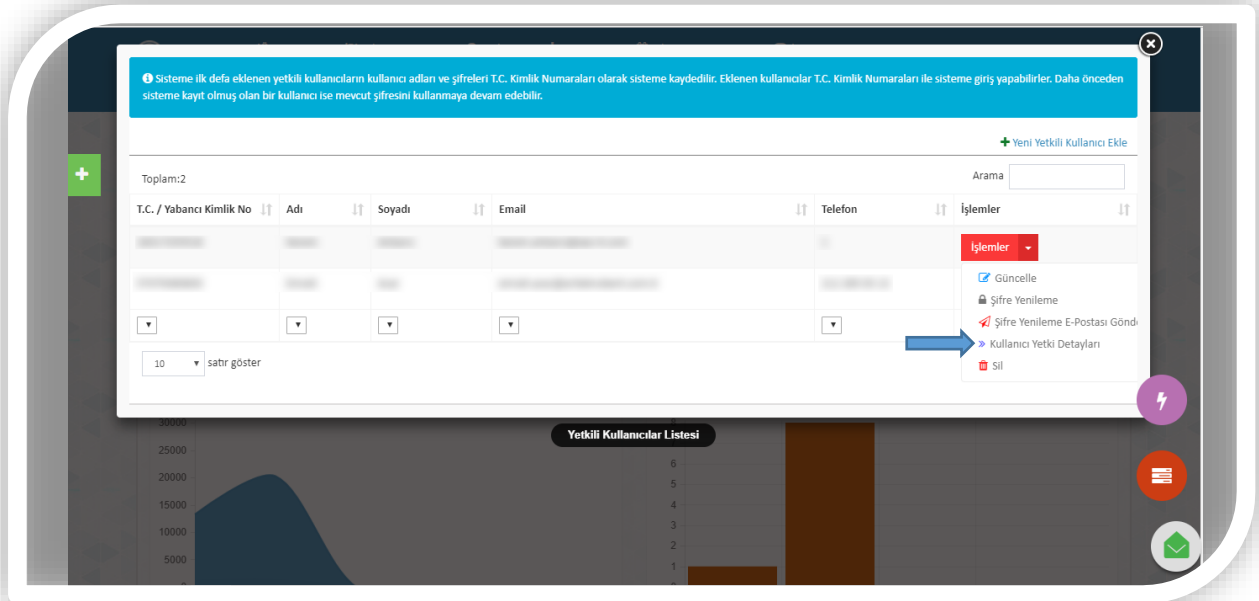 Sisteme ilk defa eklenen yetkili kullanıcıların kullanıcı adları ve şifreleri T.C. Kimlik Numaraları olarak sisteme kaydedilir. Eklenen kullanıcılar T.C. Kimlik Numaraları ile sisteme giriş yapabilirler. Daha önceden
sisteme kayıt olmuş olan bir kullanıcı ise mevcut şifresini kullanmaya devam edebilir.
Yeni Yetkili Kullanıcı Ekle
Toplam:2
Arama
T.C. / Yabancı Kimlik No Adı Soyadı Email Telefon İşlemler
İşlemler
Güncelle
Şifre Yenileme
Şifre Yenileme E-Postası Gönde
Kullanıcı Yetki Detayları
Sil
10 satır göster
Yetkili Kullanıcılar Listesi
30000
25000
20000
15000
10000
5000
6
5
4
3
2
1